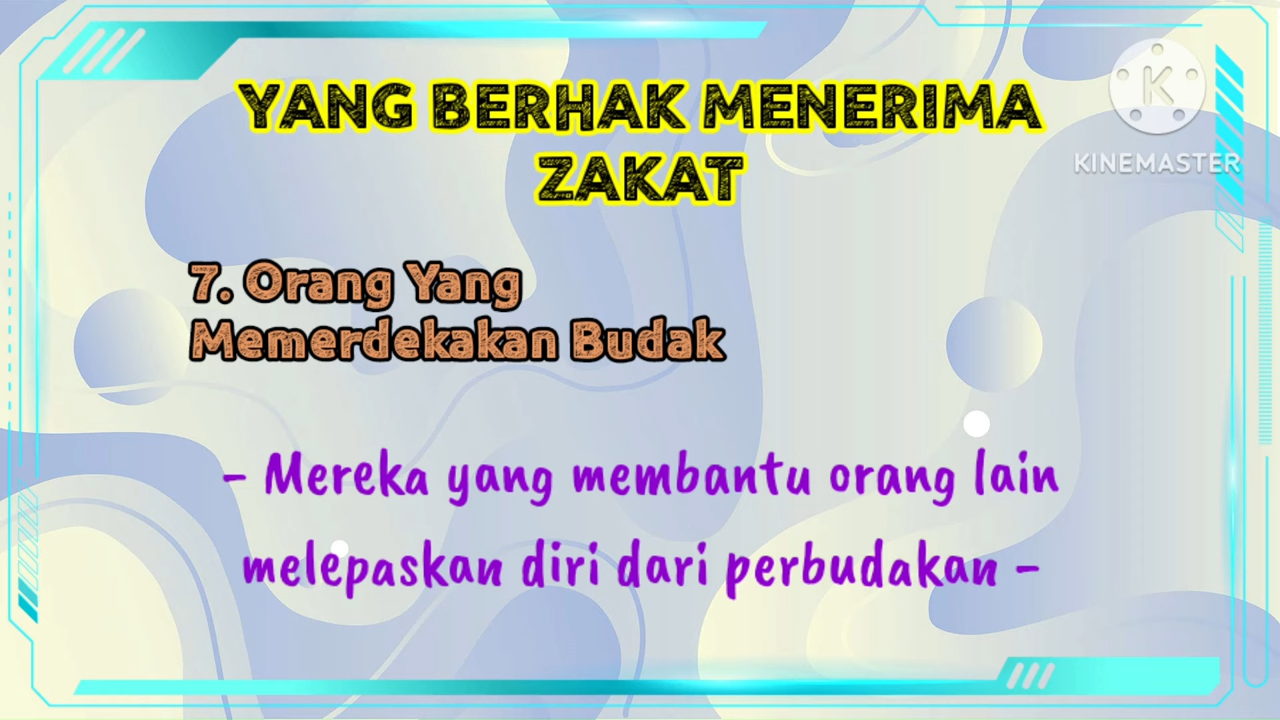 YANG BERHAK MENERIMA
ZAKAT
KINEMASTER
7. Orang Yang
Memerdekakan Budak
- Mereka yang membantu orang lain
melepaskan diri dari perbudakan -